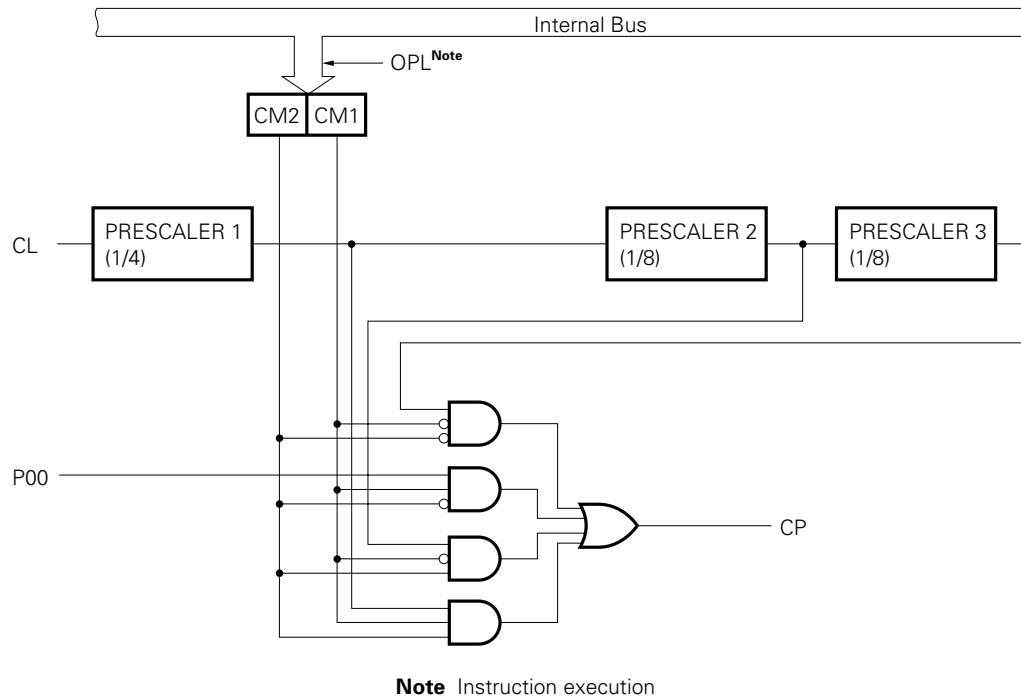 Internal Bus
OPLNote
CM2 CM1
CL
PRESCALER 1
(1/4)
PRESCALER 2
(1/8)
PRESCALER 3
(1/8)
P00
CP
Note Instruction execution